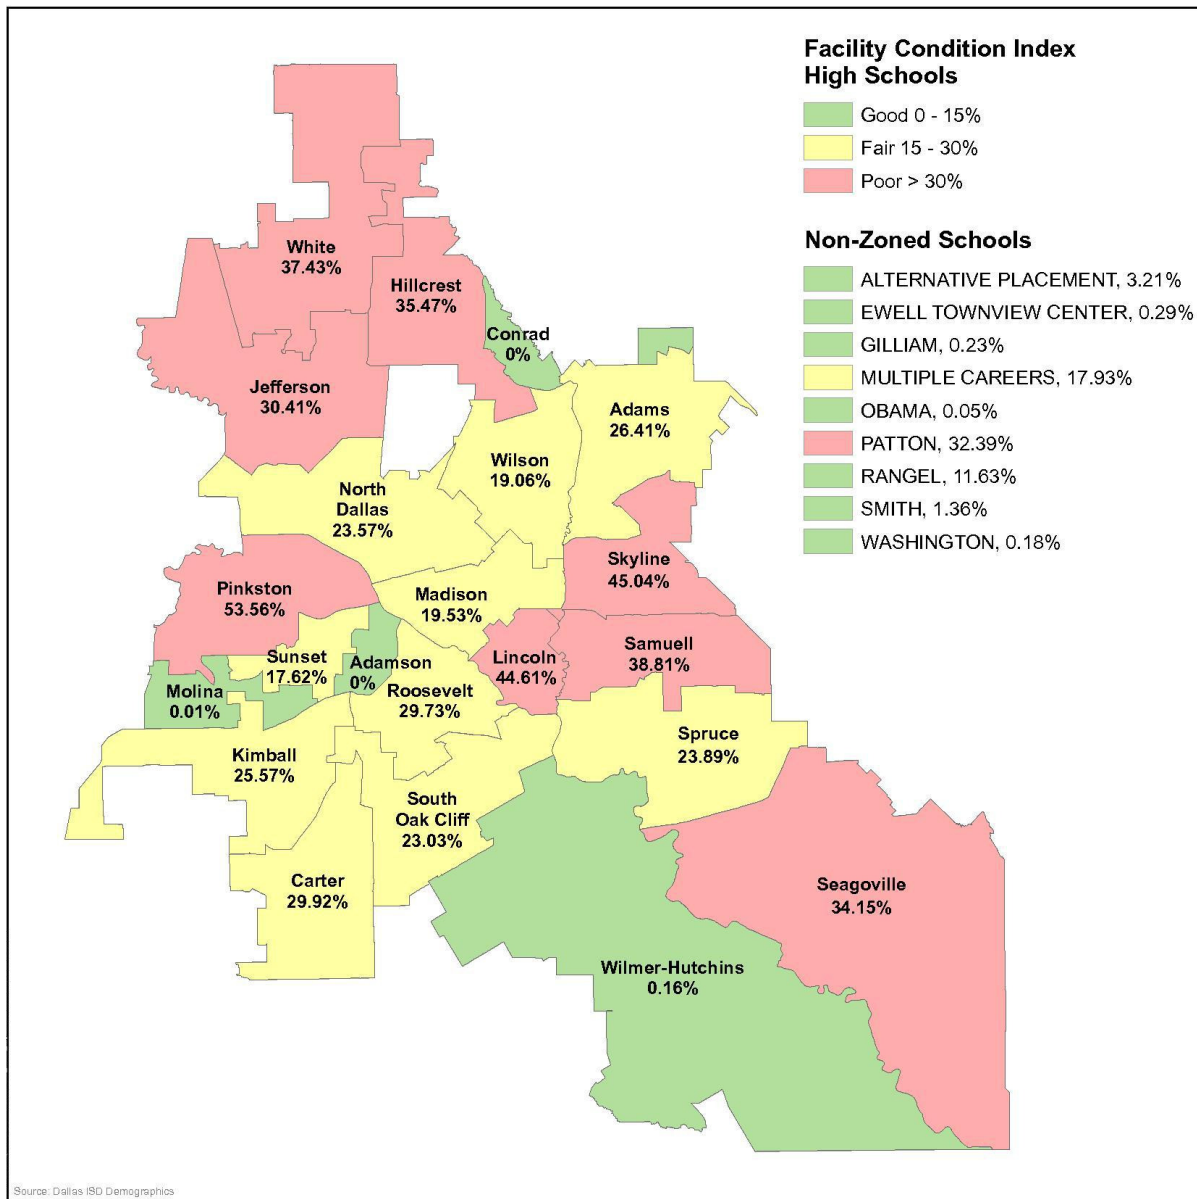 Facility Condition Index
High Schools
Good 0 - 15%
Fair 15 - 30%
Poor > 30%
Non-Zoned Schools
ALTERNATIVE PLACEMENT, 3.21%
EWELL TOWNVIEW CENTER, 0.29%
GILLIAM, 0.23%
MULTIPLE CAREERS, 17.93%
OBAMA, 0.05%
PATTON, 32.39%
RANGEL, 11.63%
SMITH, 1.36%
WASHINGTON, 0.18%
White
37.43%
Hillcrest
35.47%
Conrad
0%
Jefferson
30.41%
Adams
26.41%
Wilson
19.06%
North
Dallas
23.57%
Skyline
45.04%
Pinkston
53.56%
Madison
19.53%
Sunset
17.62%
Adamson
0%
Lincoln
44.61%
Samuell
38.81%
Molina
0.01%
Roosevelt
29.73%
Spruce
23.89%
Kimball
25.57%
South
Oak Cliff
23.03%
Carter
29.92%
Seagoville
34.15%
Wilmer-Hutchins
0.16%
Source: Dallas ISD Demographics